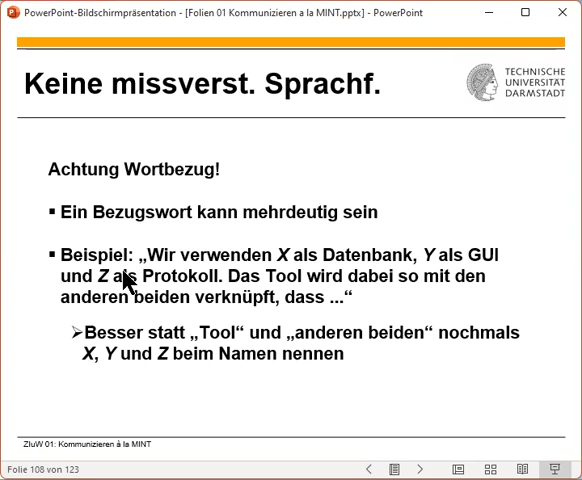 PowerPoint-Bildschirmpräsentation - [Folien 01 Kommunizieren a la MINT.pptx] - PowerPoint
Keine missverst. Sprachf.
TECHNISCHE
UNIVERSITÄT
DARMSTADT
Achtung Wortbezug!
▪ Ein Bezugswort kann mehrdeutig sein
▪ Beispiel: „Wir verwenden X als Datenbank, Y als GUI
und Z als Protokoll. Das Tool wird dabei so mit den
anderen beiden verknüpft, dass ...“
➢Besser statt „Tool“ und „anderen beiden“ nochmals
X, Y und Z beim Namen nennen
ZIuW 01: Kommunizieren à la MINT
Folie 108 von 123